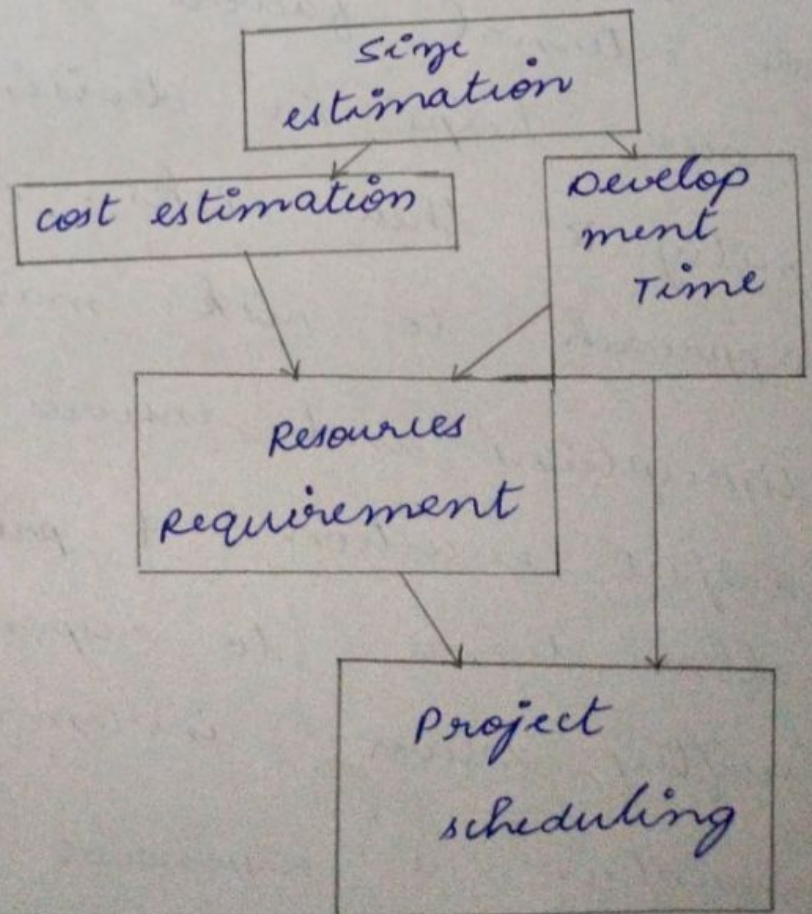 Size
estimation
cost estimation
Develop
ment
Time
Resources
Requirement
Project
scheduling